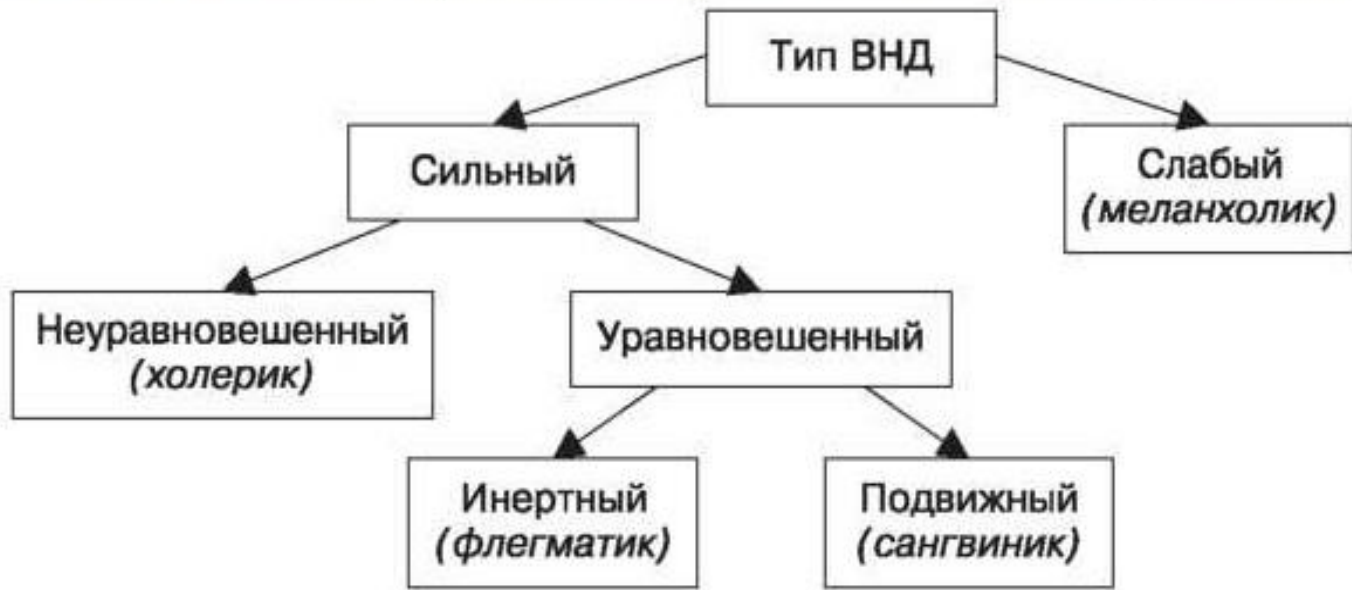 Тип ВНД
Сильный
Слабый
(меланхолик)
Неуравновешенный
(холерик)
Уравновешенный
Инертный
(флегматик)
Подвижный
(сангвиник)